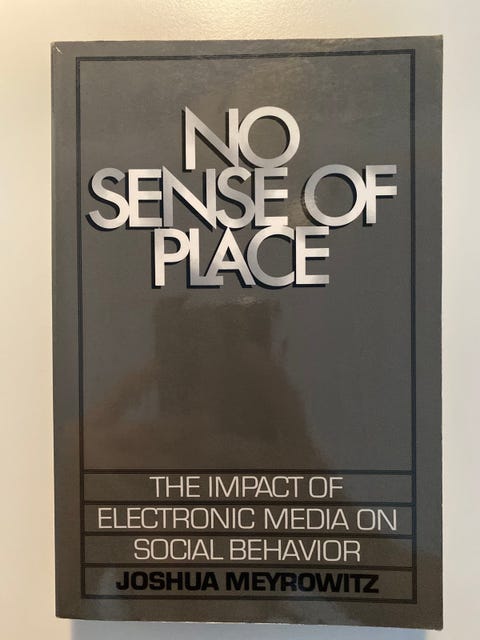 NO
SENSE OF
PLACE
THE IMPACT OF
ELECTRONIC MEDIA ON
SOCIAL BEHAVIOR
JOSHUA MEYROWITZ